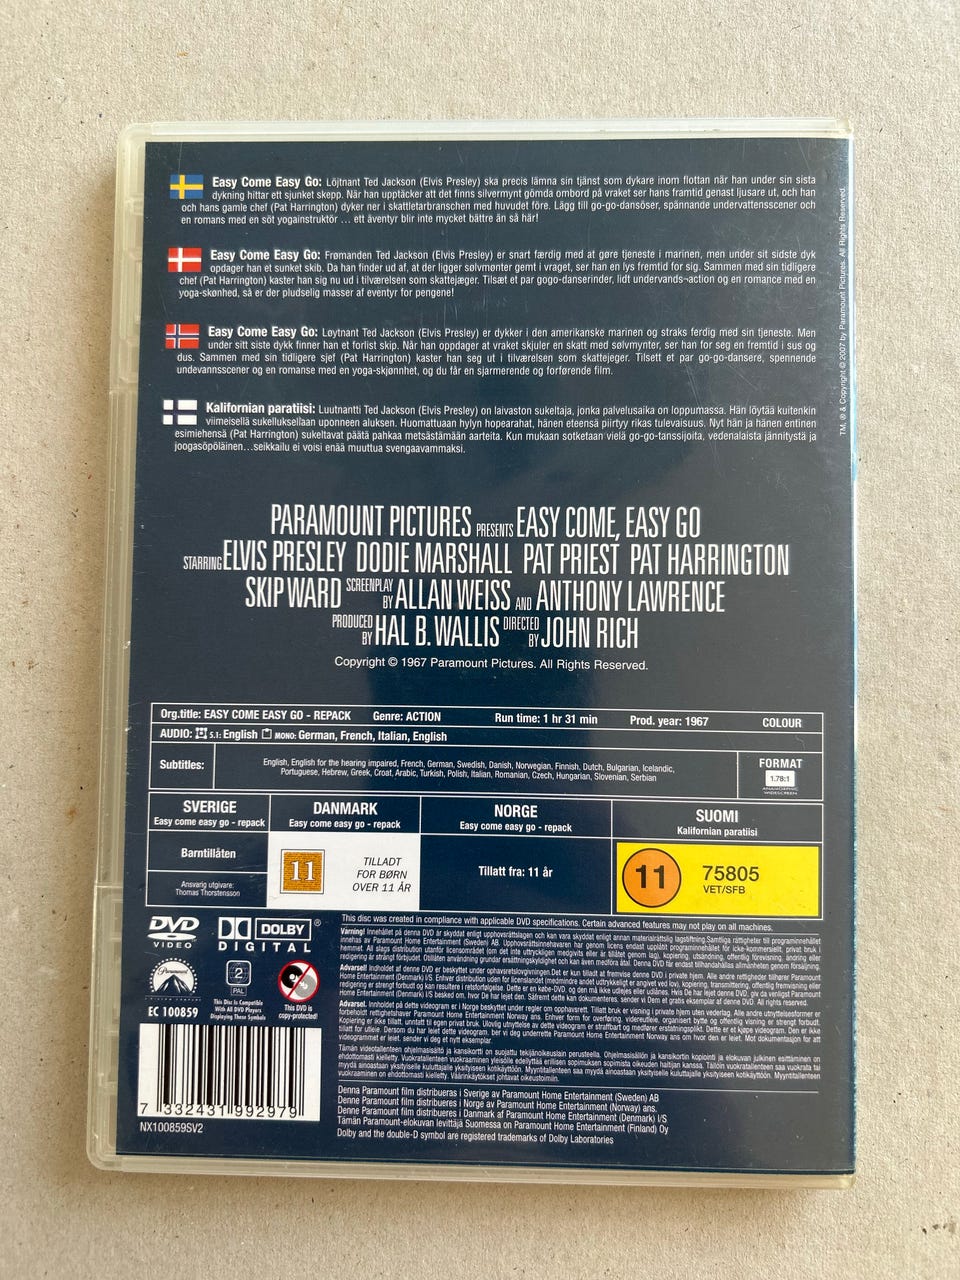 Easy Come Easy Go: Löjtnant Ted Jackson (Elvis Presley) ska precis lämna sin tjänst som dykare inom flottan när han under sin sista
dykning hittar ett sjunket skepp. När han upptäcker att det finns silvermynt gömda ombord på vraket ser hans framtid genast ljusare ut, och han
och hans gamle chef (Pat Harrington) dyker ner i skattletarbranschen med huvudet före. Lägg till go-go-dansöser, spännande undervattensscener och
en romans med en söt yogainstruktör ... ett äventyr blir inte mycket bättre än så här!
Easy Come Easy Go: Frømanden Ted Jackson (Elvis Presley) er snart færdig med at gøre tjeneste i marinen, men under sit sidste dyk
opdager han et sunket skib. Da han finder ud af, at der ligger sølvmønter gemt i vraget, ser han en lys fremtid for sig. Sammen med sin tidligere
chef (Pat Harrington) kaster han sig nu ud i tilværelsen som skattejæger. Tilsæt et par gogo-danserinder, lidt undervands-action og en romance med en
yoga-skønhed, så er der pludselig masser af eventyr for pengene!
Easy Come Easy Go: Løytnant Ted Jackson (Elvis Presley) er dykker i den amerikanske marinen og straks ferdig med sin tjeneste. Men
under sitt siste dykk finner han et forlist skip. Når han oppdager at vraket skjuler en skatt med sølvmynter, ser han for seg en fremtid i sus og
dus. Sammen med sin tidligere sjef (Pat Harrington) kaster han seg ut i tilværelsen som skattejeger. Tilsett et par go-go-dansere, spennende
undevannsscener og en romanse med en yoga-skjønnhet, og du får en sjarmerende og forførende film.
Kalifornian paratiisi: Luutnantti Ted Jackson (Elvis Presley) on laivaston sukeltaja, jonka palvelusaika on loppumassa. Hän löytää kuitenkin
viimeisellä sukelluksellaan uponneen aluksen. Huomattuaan hylyn hopearahat, hänen eteensä piirtyy rikas tulevaisuus. Nyt hän ja hänen entinen
esimiehensä (Pat Harrington) sukeltavat päätä pahkaa metsästämään aarteita. Kun mukaan sotketaan vielä go-go-tanssijoita, vedenalaista jännitystä ja
joogasöpöläinen...seikkailu ei voisi enää muuttua svengaavammaksi.
TM, ® & Copyright © 2007 by Paramount Pictures. All Rights Reserved.
PARAMOUNT PICTURES PRESENTS EASY COME, EASY GO
STARRING ELVIS PRESLEY DODIE MARSHALL PAT PRIEST PAT HARRINGTON
SKIP WARD SCREENPLAY BY ALLAN WEISS AND ANTHONY LAWRENCE
PRODUCED BY HAL B. WALLIS DIRECTED BY JOHN RICH
Copyright © 1967 Paramount Pictures. All Rights Reserved.
Org.title: EASY COME EASY GO - REPACK Genre: ACTION Run time: 1 hr 31 min Prod. year: 1967 COLOUR
AUDIO: 5.1: English MONO: German, French, Italian, English
Subtitles: English, English for the hearing impaired, French, German, Swedish, Danish, Norwegian, Finnish, Dutch, Bulgarian, Icelandic,
Portuguese, Hebrew, Greek, Croat, Arabic, Turkish, Polish, Italian, Romanian, Czech, Hungarian, Slovenian, Serbian
FORMAT
1.78:1
ANAMORPHIC
WIDESCREEN
SVERIGE
Easy come easy go - repack
DANMARK
Easy come easy go - repack
NORGE
Easy come easy go - repack
SUOMI
Kalifornian paratiisi
Barntillåten
Ansvarig utgivare:
Thomas Thorstensson
11
TILLADT
FOR BØRN
OVER 11 ÅR
Tillatt fra: 11 år
11
75805
VET/SFB
DVD
VIDEO
DOLBY ®
DIGITAL
Paramount
2
PAL
EC 100859
This Disc Is Compatible
With All DVD Players
Displaying These Symbols
This DVD is
copy-protected!
This disc was created in compliance with applicable DVD specifications. Certain advanced features may not play on all machines.
7 332431 992979
NX100859SV2
Denna Paramount film distribueras i Sverige av Paramount Home Entertainment (Sweden) AB
Denne Paramount film distribueres i Norge av Paramount Home Entertainment (Norway) ans.
Denne Paramount film distribueres i Danmark af Paramount Home Entertainment (Denmark) I/S
Tämän Paramount-elokuvan levittäjä Suomessa on Paramount Home Entertainment (Finland) Oy
Dolby and the double-D symbol are registered trademarks of Dolby Laboratories